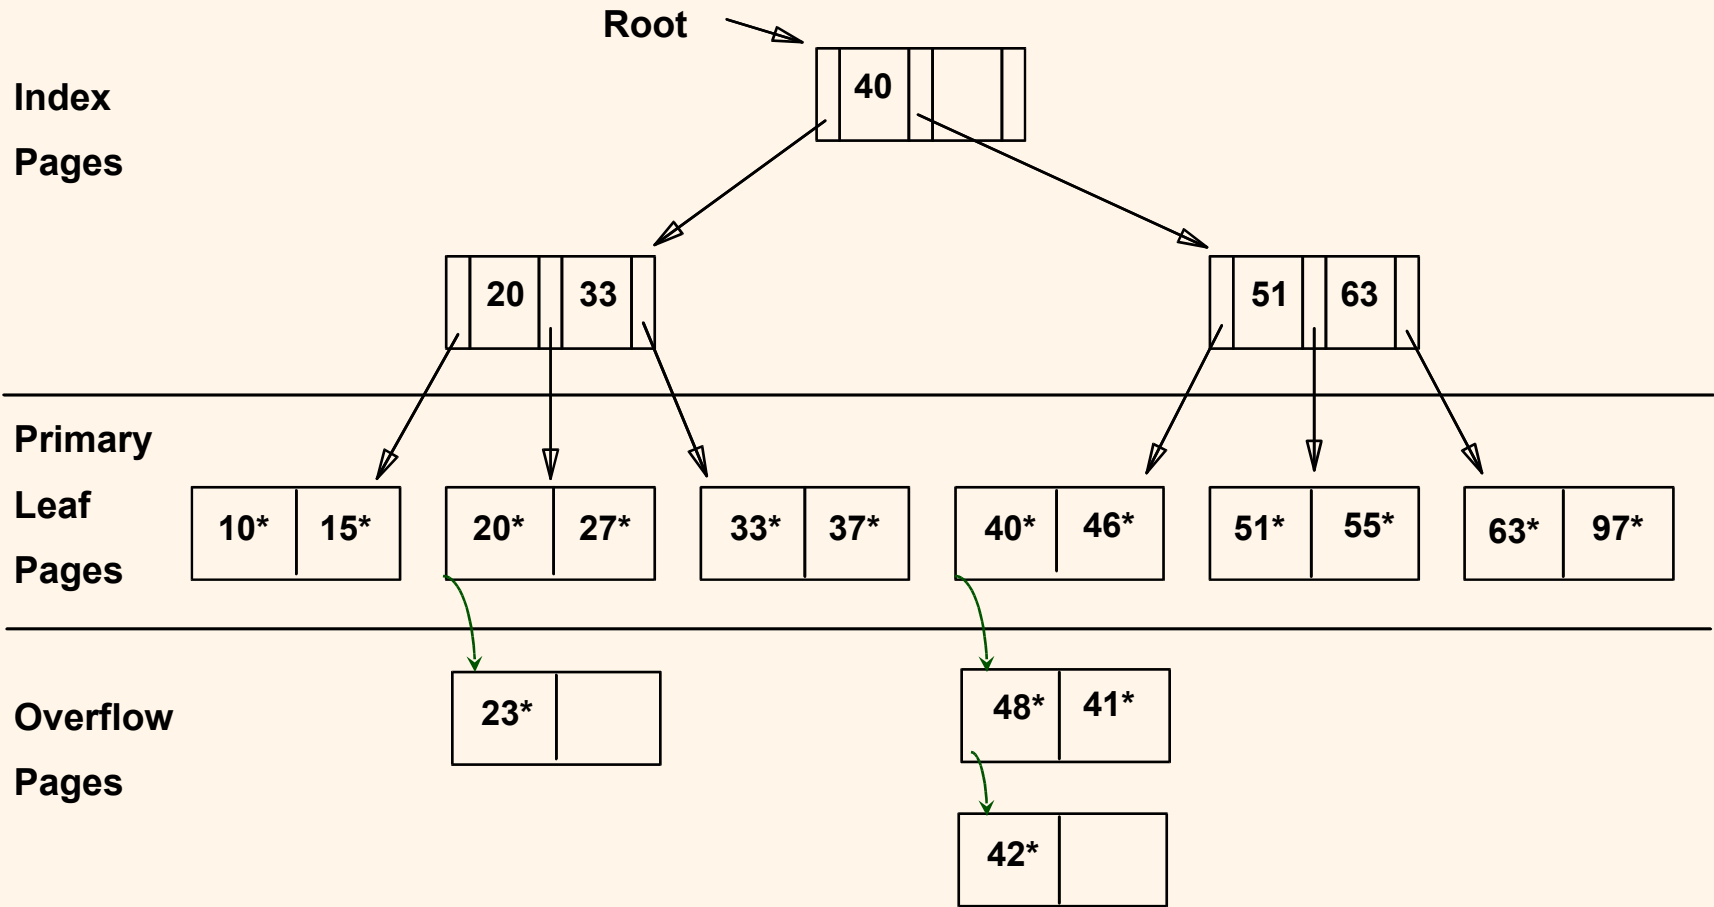 Root
Index
Pages
40
20 33 51 63
Primary
Leaf
Pages
10* 15* 20* 27* 33* 37* 40* 46* 51* 55* 63* 97*
Overflow
Pages
23* 48* 41*
42*